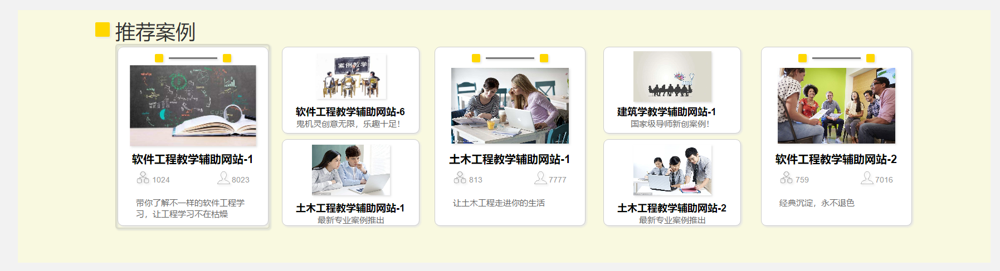 推荐案例
软件工程教学辅助网站-1
1024
8023
带你了解不一样的软件工程学
习，让工程学习不在枯燥
案例教学
软件工程教学辅助网站-6
鬼机灵创意无限，乐趣十足！
土木工程教学辅助网站-1
最新专业案例推出
土木工程教学辅助网站-1
813
7777
让土木工程走进你的生活
建筑学教学辅助网站-1
国家级导师新创案例！
土木工程教学辅助网站-2
最新专业案例推出
软件工程教学辅助网站-2
759
7016
经典沉淀，永不退色